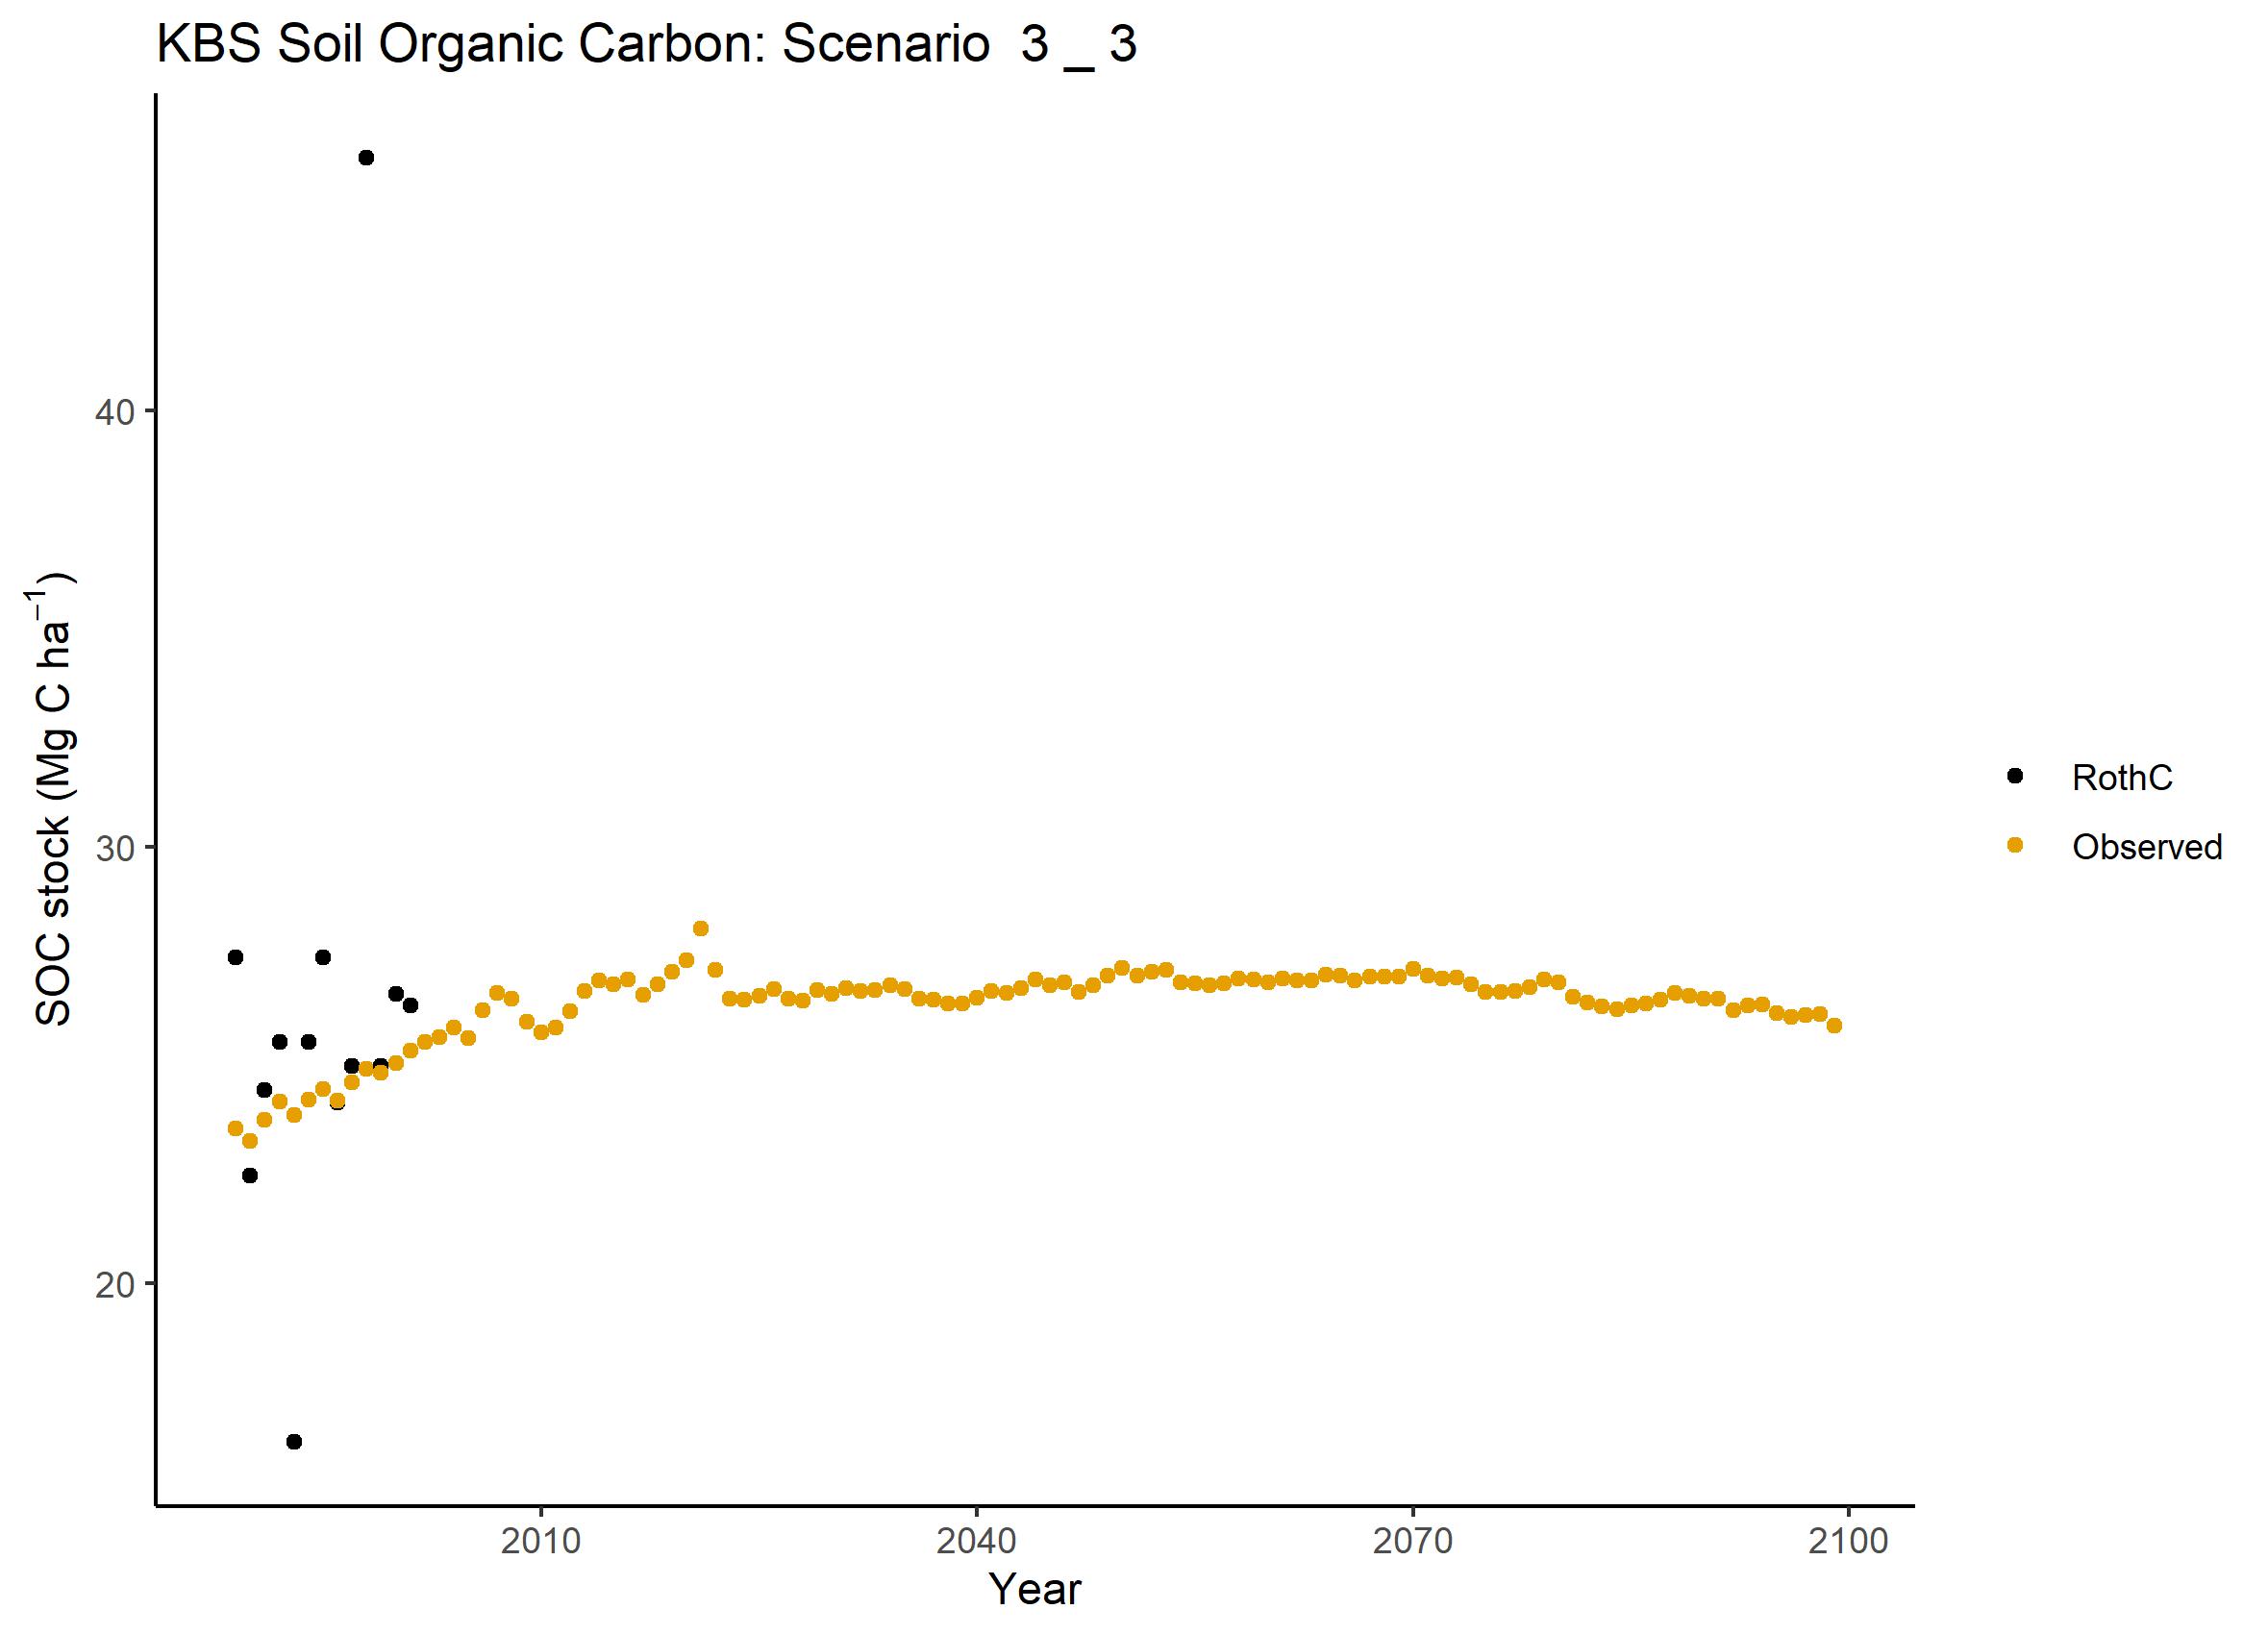 KBS Soil Organic Carbon: Scenario  3 _ 3
SOC stock (Mg C ha⁻¹)
40
30
20
2010
2040
2070
2100
Year
RothC
Observed